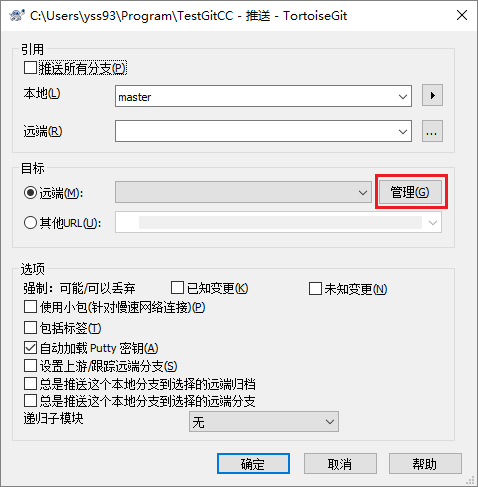 C:\Users\yss93\Program\TestGitCC - 推送 - TortoiseGit
引用
推送所有分支(P)
本地(L)
master
远端(R)
...
目标
远端(M):
管理(G)
其他URL(U):
选项
强制：可能/可以丢弃 已知变更(K) 未知变更(N)
使用小包(针对慢速网络连接)(P)
包括标签(T)
自动加载 Putty 密钥(A)
设置上游/跟踪远端分支(S)
总是推送这个本地分支到选择的远端归档
总是推送这个本地分支到选择的远端分支
递归子模块
无
确定 取消 帮助